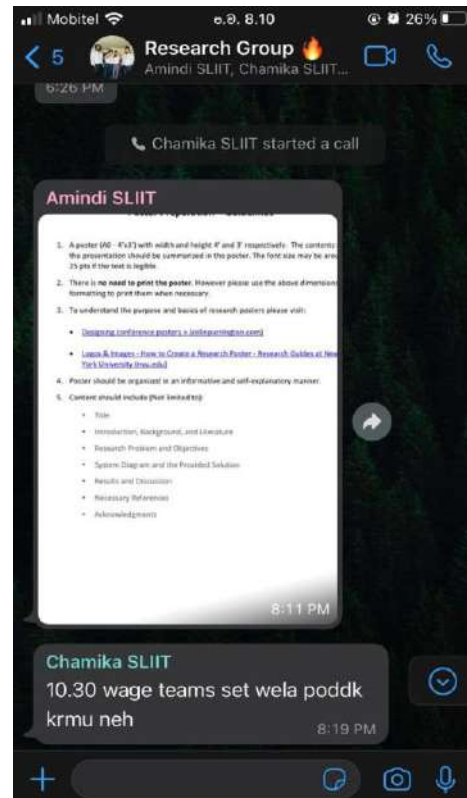 Mobitel
ප.ව. 8.10
26%
5
Research Group 🔥
Amindi SLIIT, Chamika SLIIT...
6:26 PM
Chamika SLIIT started a call
Amindi SLIIT
1. A poster (A0 - 4'x3') with width and height 4' and 3' respectively. The contents
the presentation should be summarized in the poster. The font size may be
25 pts if the text is legible.
2. There is no need to print the poster. However please use the above dimensions
formatting to print them when necessary.
3. To understand the purpose and basics of research posters please visit:
• Designing conference posters
• Logos & Images - How to Create a Research Poster - Research Guides at New
York University (nyu.edu)
4. Poster should be organized in an informative and self-explanatory manner.
5. Content should include (Not limited to):
• Title
• Introduction, Background, and Literature
• Research Problem and Objectives
• System Diagram and the Provided Solution
• Results and Discussion
• Necessary References
• Acknowledgments
8:11 PM
Chamika SLIIT
10.30 wage teams set wela poddk
krmu neh
8:19 PM